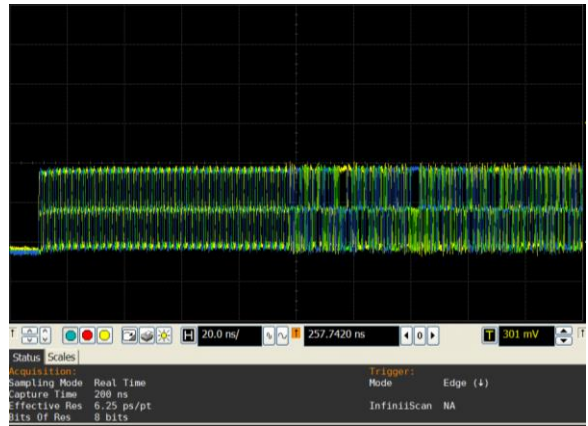 H 20.0 ns/ 257.7420 ns 0 T 301 mV
Status Scales
Acquisition:
Sampling Mode Real Time
Capture Time 200 ns
Effective Res 6.25 ps/pt
Bits Of Res 8 bits
Trigger:
Mode Edge (↓)
InfiniiScan NA